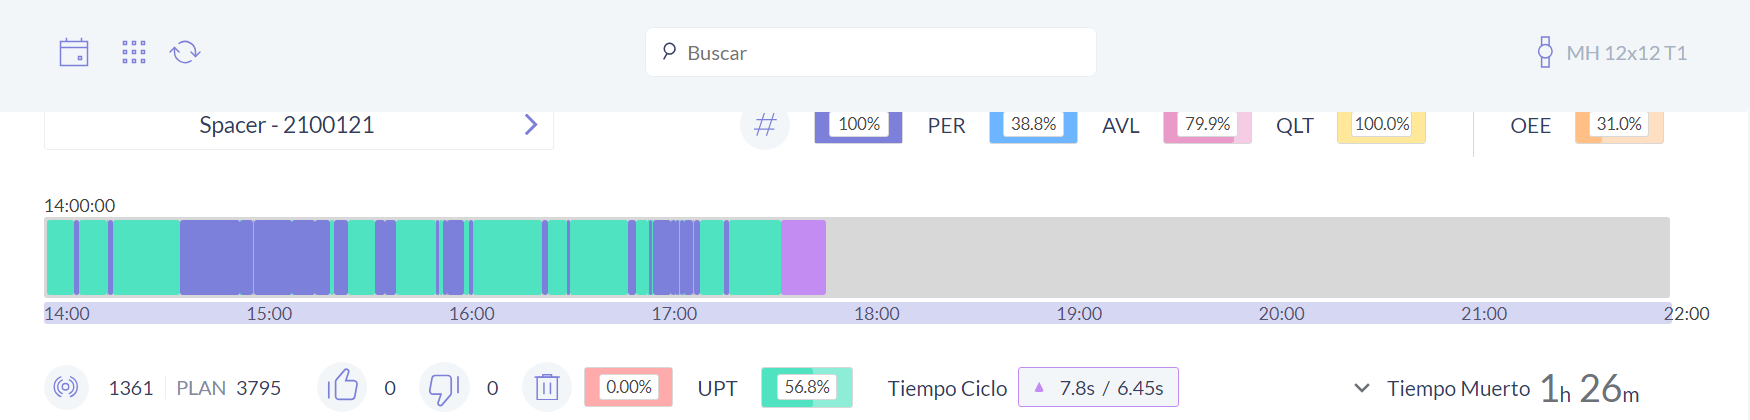 Buscar
MH 12x12 T1
Spacer - 2100121
# 100% PER 38.8% AVL 79.9% QLT 100.0% OEE 31.0%
14:00:00
14:00 15:00 16:00 17:00 18:00 19:00 20:00 21:00 22:00
1361 PLAN 3795 0 0 0.00% UPT 56.8% Tiempo Ciclo 7.8s / 6.45s Tiempo Muerto 1h 26m